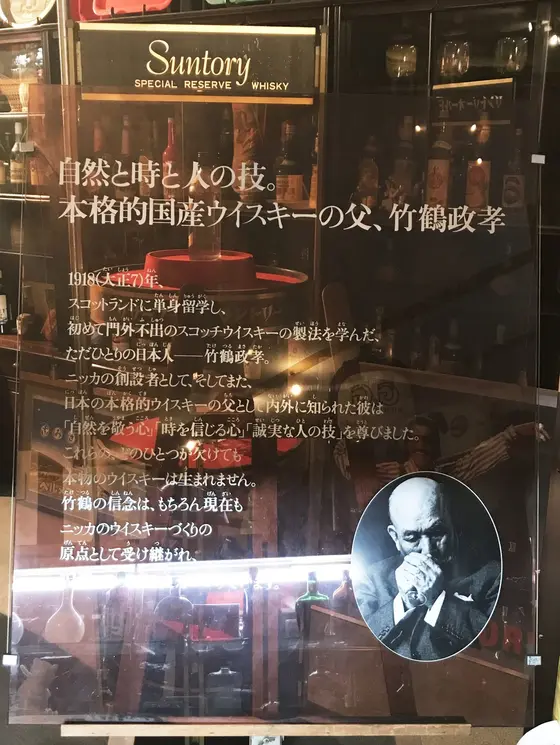 Suntory
SPECIAL RESERVE WHISKY
自然と時と人の技。
本格的国産ウイスキーの父、竹鶴政孝
1918(大正7)年、
スコットランドに単身留学し、
初めて門外不出のスコッチウイスキーの製法を学んだ、
ただひとりの日本人——竹鶴政孝。
ニッカの創設者として、そしてまた、
日本の本格的ウイスキーの父として内外に知られた彼は
「自然を敬う心」「時を信じる心」「誠実な人の技」を尊びました。
これらの、どのひとつが欠けても
本物のウイスキーは生まれません。
竹鶴の信念は、もちろん現在も
ニッカのウイスキーづくりの
原点として受け継がれ、
ます。